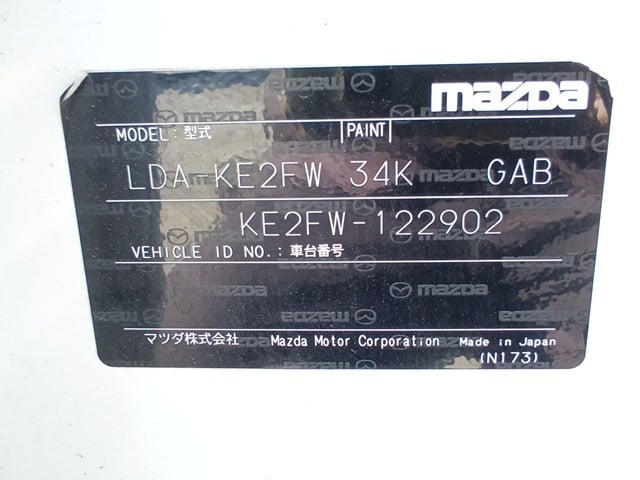 mazda
MODEL: 型式 PAINT
LDA-KE2FW 34K GAB
KE2FW-122902
VEHICLE ID NO.: 車台番号
マツダ株式会社 Mazda Motor Corporation Made in Japan
(N173)